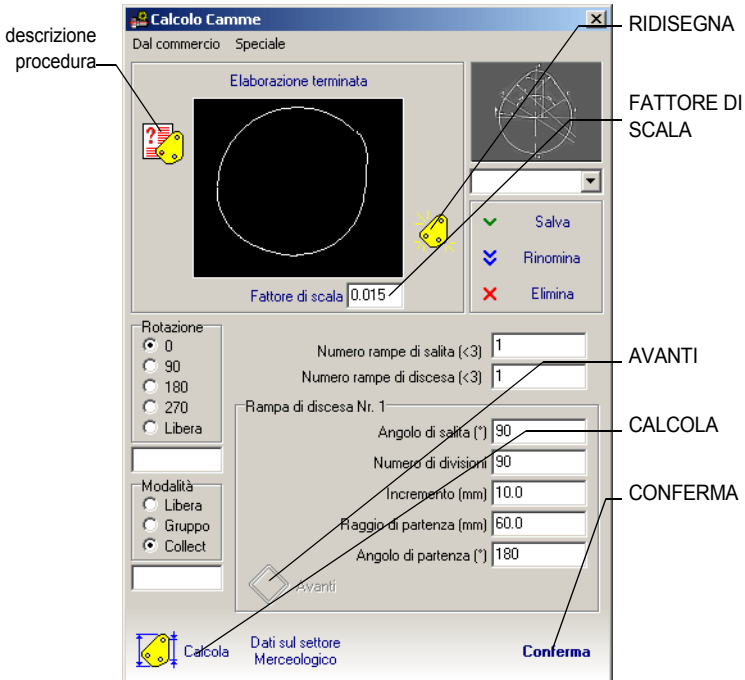 Calcolo Camme
Dal commercio Speciale
descrizione
procedura
RIDISEGNA
Elaborazione terminata
FATTORE DI
SCALA
Salva
Rinomina
Elimina
Fattore di scala 0.015
Rotazione
0
90
180
270
Libera
Numero rampe di salita (<3) 1
Numero rampe di discesa (<3) 1
AVANTI
Rampa di discesa Nr. 1
Angolo di salita (°) 90
CALCOLA
Numero di divisioni 90
Modalità
Libera
Gruppo
Collect
Incremento (mm) 10.0
CONFERMA
Raggio di partenza (mm) 60.0
Angolo di partenza (°) 180
Avanti
Calcola
Dati sul settore
Merceologico
Conferma